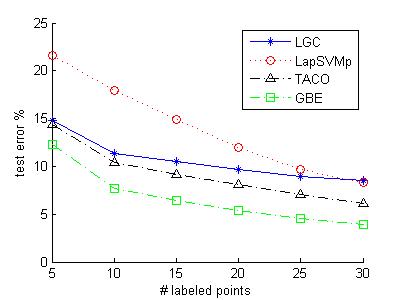 25
20
15
10
5
0
test error %
LGC
LapSVMp
TACO
GBE
5 10 15 20 25 30
# labeled points